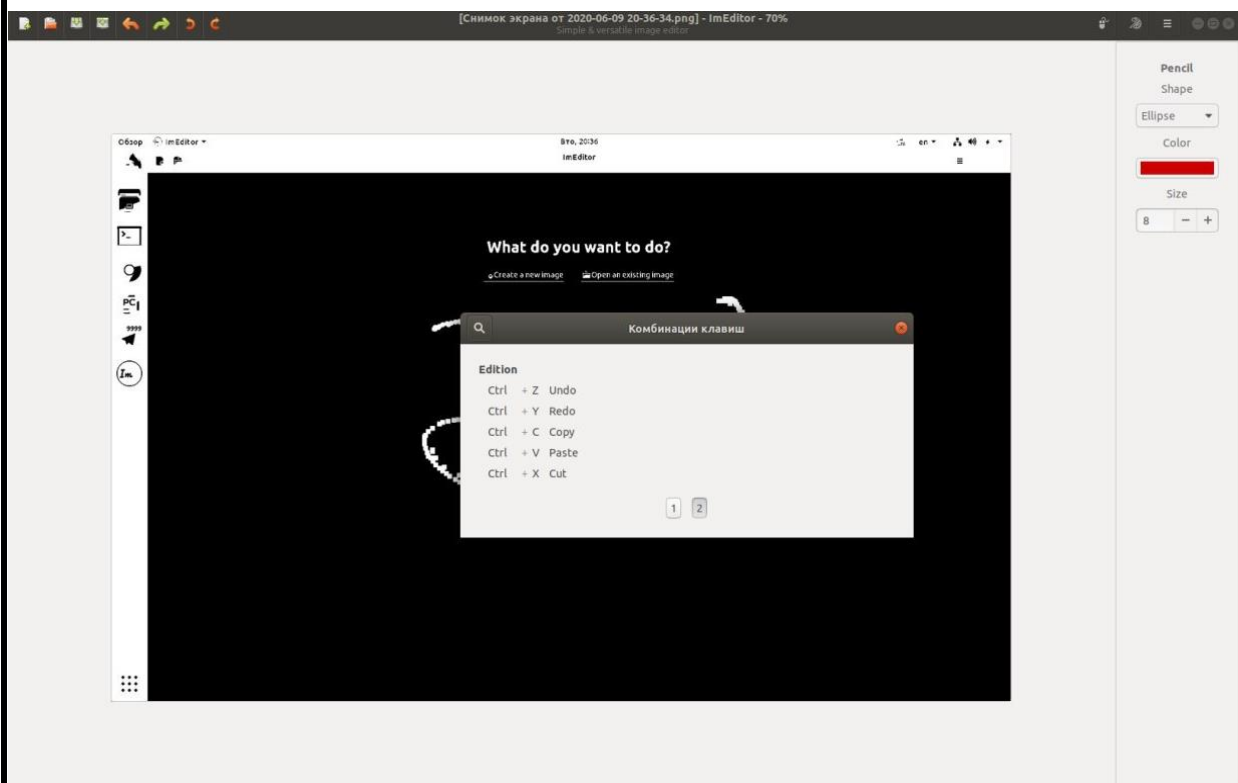 [Снимок экрана от 2020-06-09 20-36-34.png] - ImEditor - 70%
Simple & versatile image editor
Pencil
Shape
Ellipse
Color
Size
8 - +
Обзор ImEditor
Вто, 20:36
en
ImEditor
What do you want to do?
Create a new image Open an existing image
Комбинации клавиш
Edition
Ctrl + Z Undo
Ctrl + Y Redo
Ctrl + C Copy
Ctrl + V Paste
Ctrl + X Cut
1 2
Im